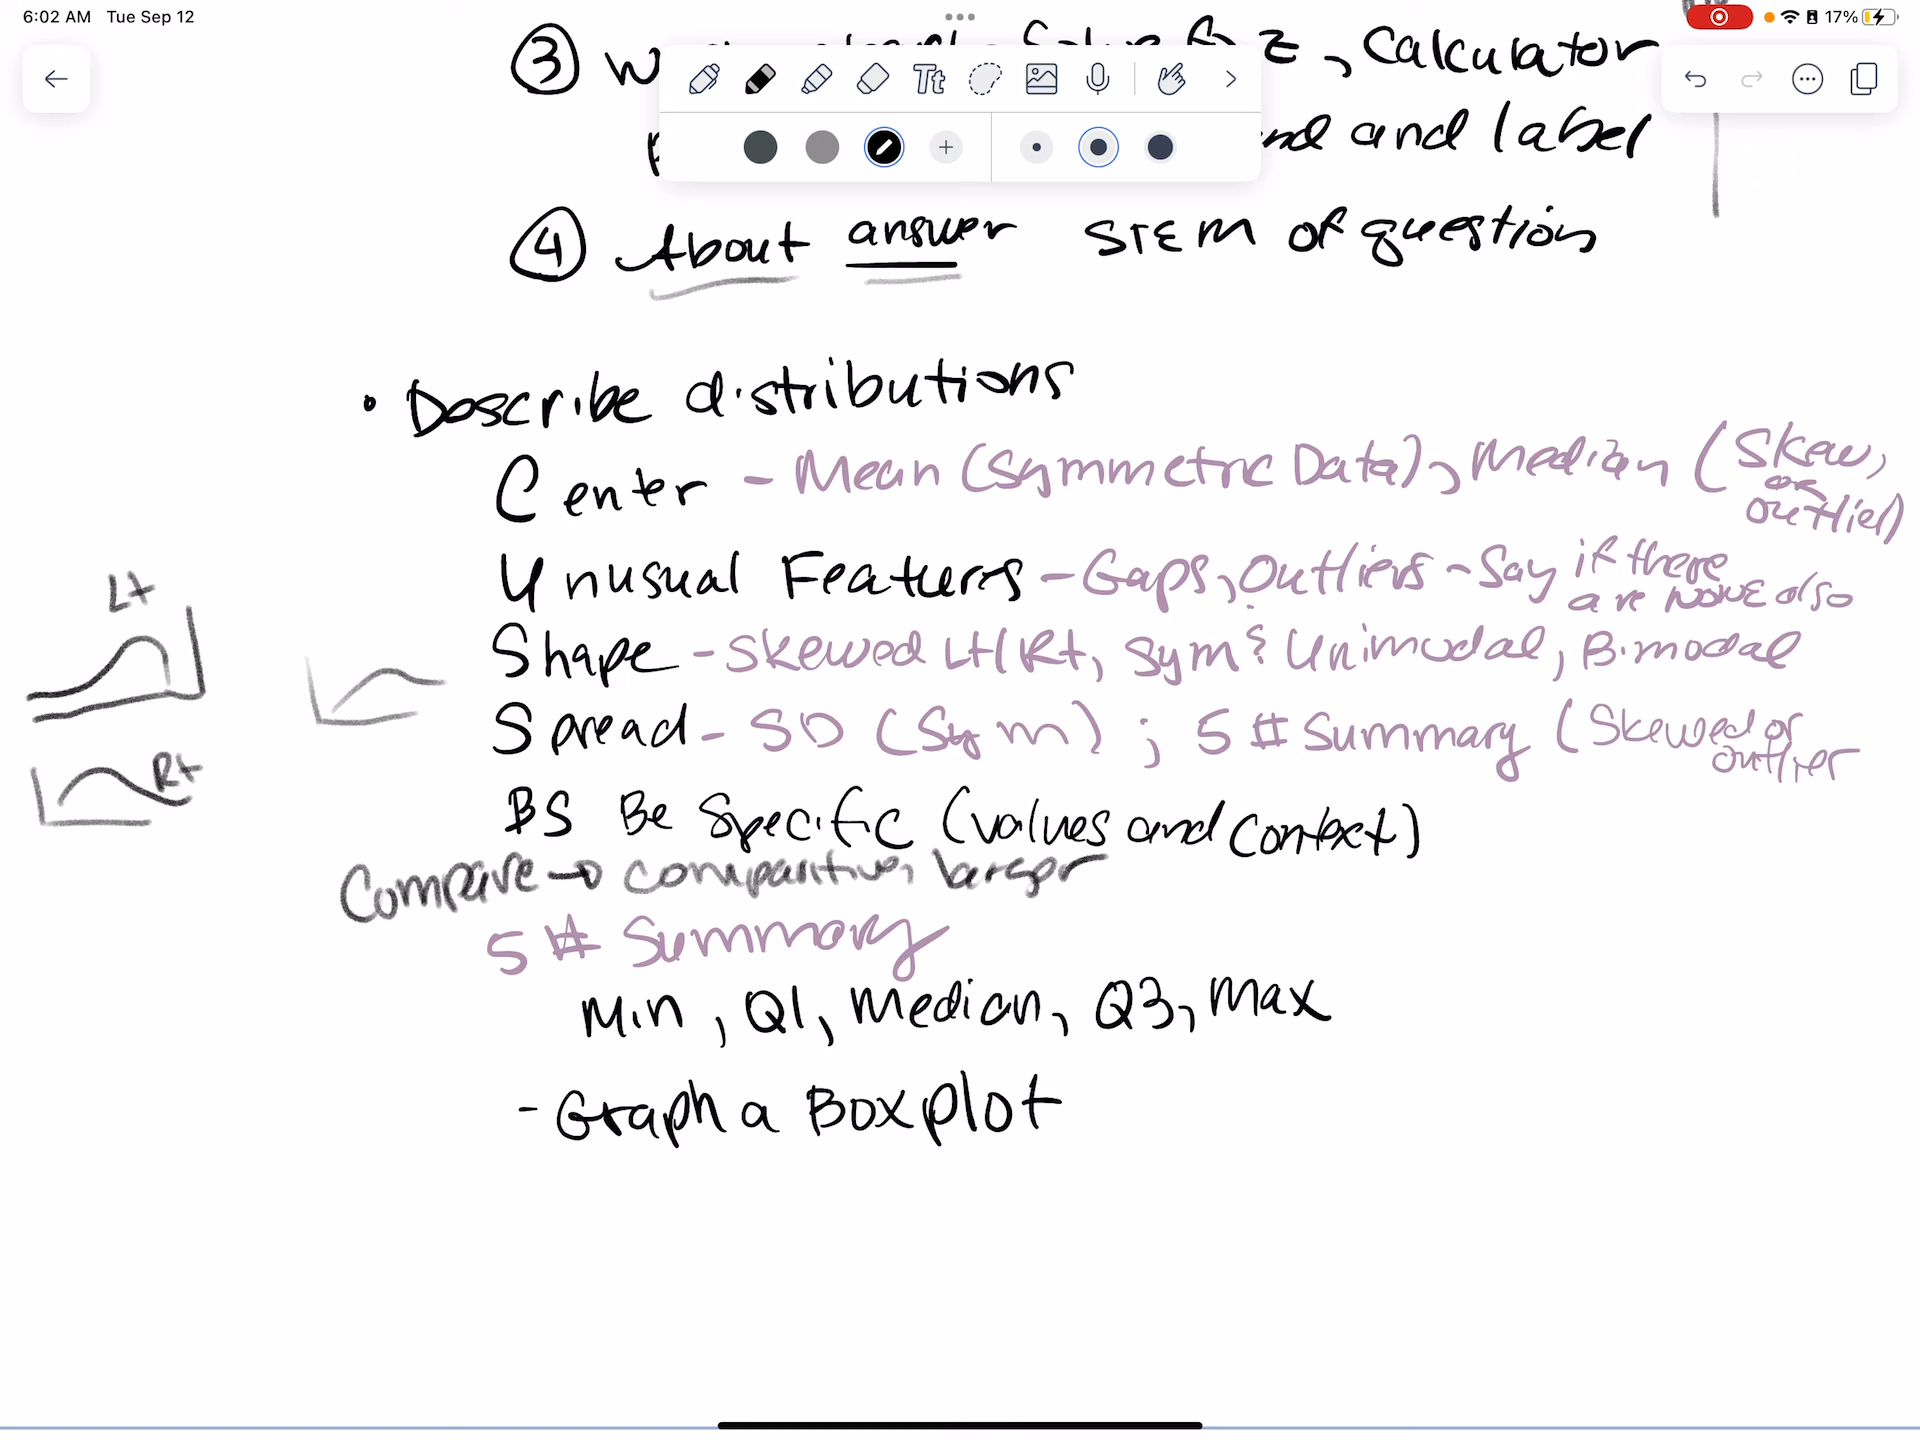 6:02 AM Tue Sep 12
17%
③ W z, Calculator
Tt
and label
④ About answer STEM of question
• Describe distributions
Center - Mean (Symmetric Data), Median (Skew,
or
outlier)
Unusual Features - Gaps, Outliers - Say if there
are NONE also
Lt
Shape - Skewed Lt/Rt, Sym? Unimodal, Bimodal
Spread - SD (Sym) ; 5 # Summary (Skewed or
outlier
Rt
BS Be Specific (values and context)
Compare → comparitive,
5 # Summary
Min, Q1, Median, Q3, Max
- Graph a Boxplot